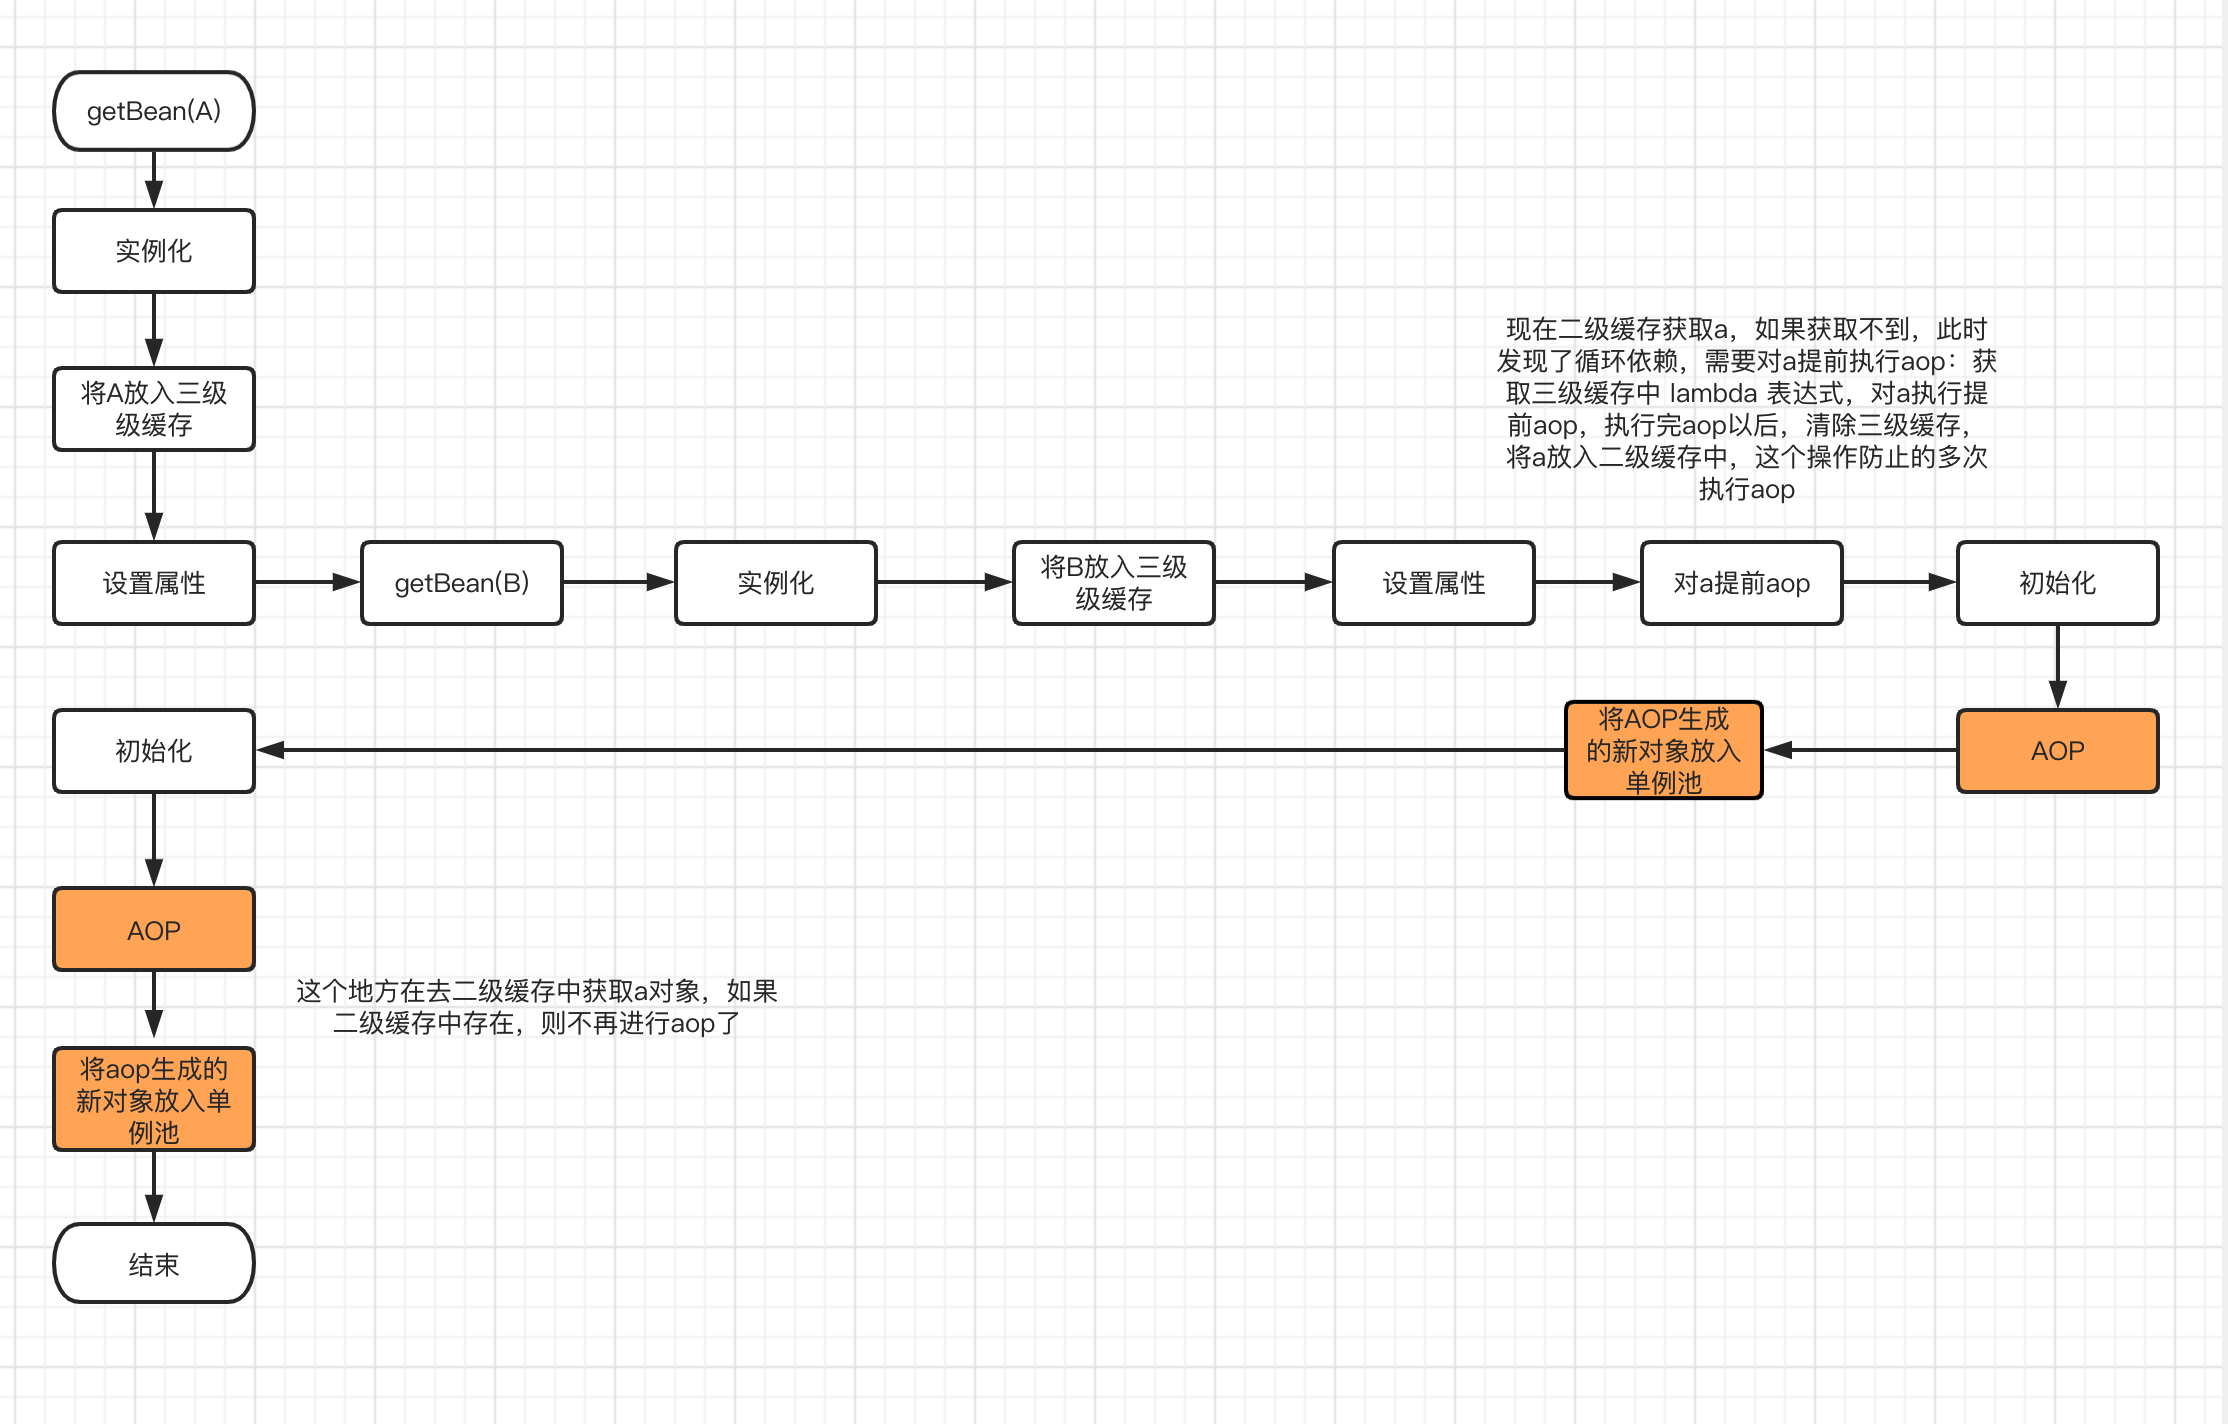 getBean(A)
实例化
将A放入三级
级缓存
现在二级缓存获取a，如果获取不到，此时
发现了循环依赖，需要对a提前执行aop：获
取三级缓存中 lambda 表达式，对a执行提
前aop，执行完aop以后，清除三级缓存，
将a放入二级缓存中，这个操作防止的多次
执行aop
设置属性
getBean(B)
实例化
将B放入三级
级缓存
设置属性
对a提前aop
初始化
AOP
将AOP生成
的新对象放入
单例池
初始化
AOP
这个地方在去二级缓存中获取a对象，如果
二级缓存中存在，则不再进行aop了
将aop生成的
新对象放入单
例池
结束